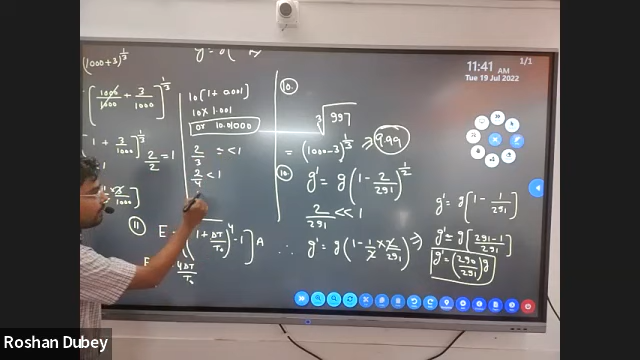 y = g(
(1000+3)^{1/3}
[1000/1000 + 3/1000]^{1/3}
1 + 3/1000]^{1/3}
2/2 = 1
10[1+0.001]
10×1.001
or 10.01000
2/3 = <1
2/4 < 1
(11) E =
(1 + ΔT/T₀)^4 - 1] A
4ΔT/T₀
(10.)
∛997
= (1000-3)^{1/3} ⇒ 9.99
(10.)
g' = g(1 - 2/291)^{1/2}
2/291 << 1
∴ g' = g(1 - 1/2 × 2/291) ⇒
g' = g[1 - 1/291]
g' = g[291-1/291]
g' = (290/291)g
11:41 AM
Tue 19 Jul 2022
1/1
Roshan Dubey